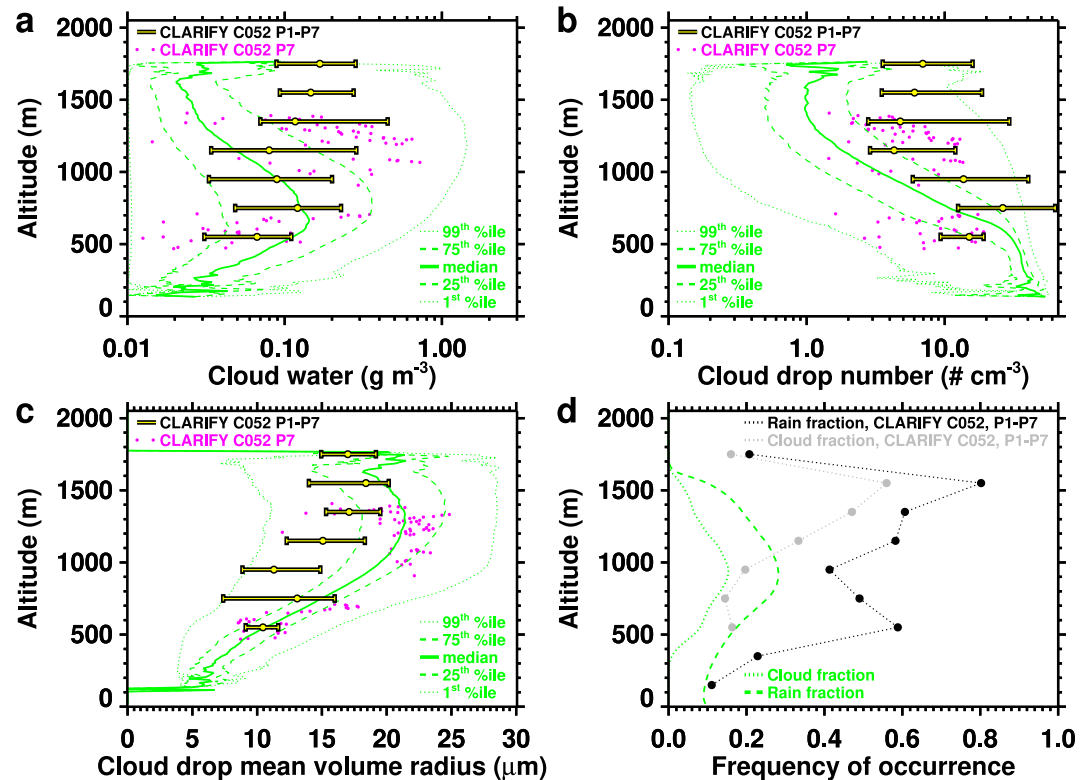 a
CLARIFY C052 P1-P7
CLARIFY C052 P7
99th %ile
75th %ile
median
25th %ile
1st %ile
2000
1500
1000
500
0
Altitude (m)
0.01
0.10
1.00
Cloud water (g m-3)
b
CLARIFY C052 P1-P7
CLARIFY C052 P7
99th %ile
75th %ile
median
25th %ile
1st %ile
2000
1500
1000
500
0
Altitude (m)
0.1
1.0
10.0
Cloud drop number (# cm-3)
c
CLARIFY C052 P1-P7
CLARIFY C052 P7
99th %ile
75th %ile
median
25th %ile
1st %ile
2000
1500
1000
500
0
Altitude (m)
0
5
10
15
20
25
30
Cloud drop mean volume radius (μm)
d
Rain fraction, CLARIFY C052, P1-P7
Cloud fraction, CLARIFY C052, P1-P7
Cloud fraction
Rain fraction
2000
1500
1000
500
0
Altitude (m)
0.0
0.2
0.4
0.6
0.8
1.0
Frequency of occurrence